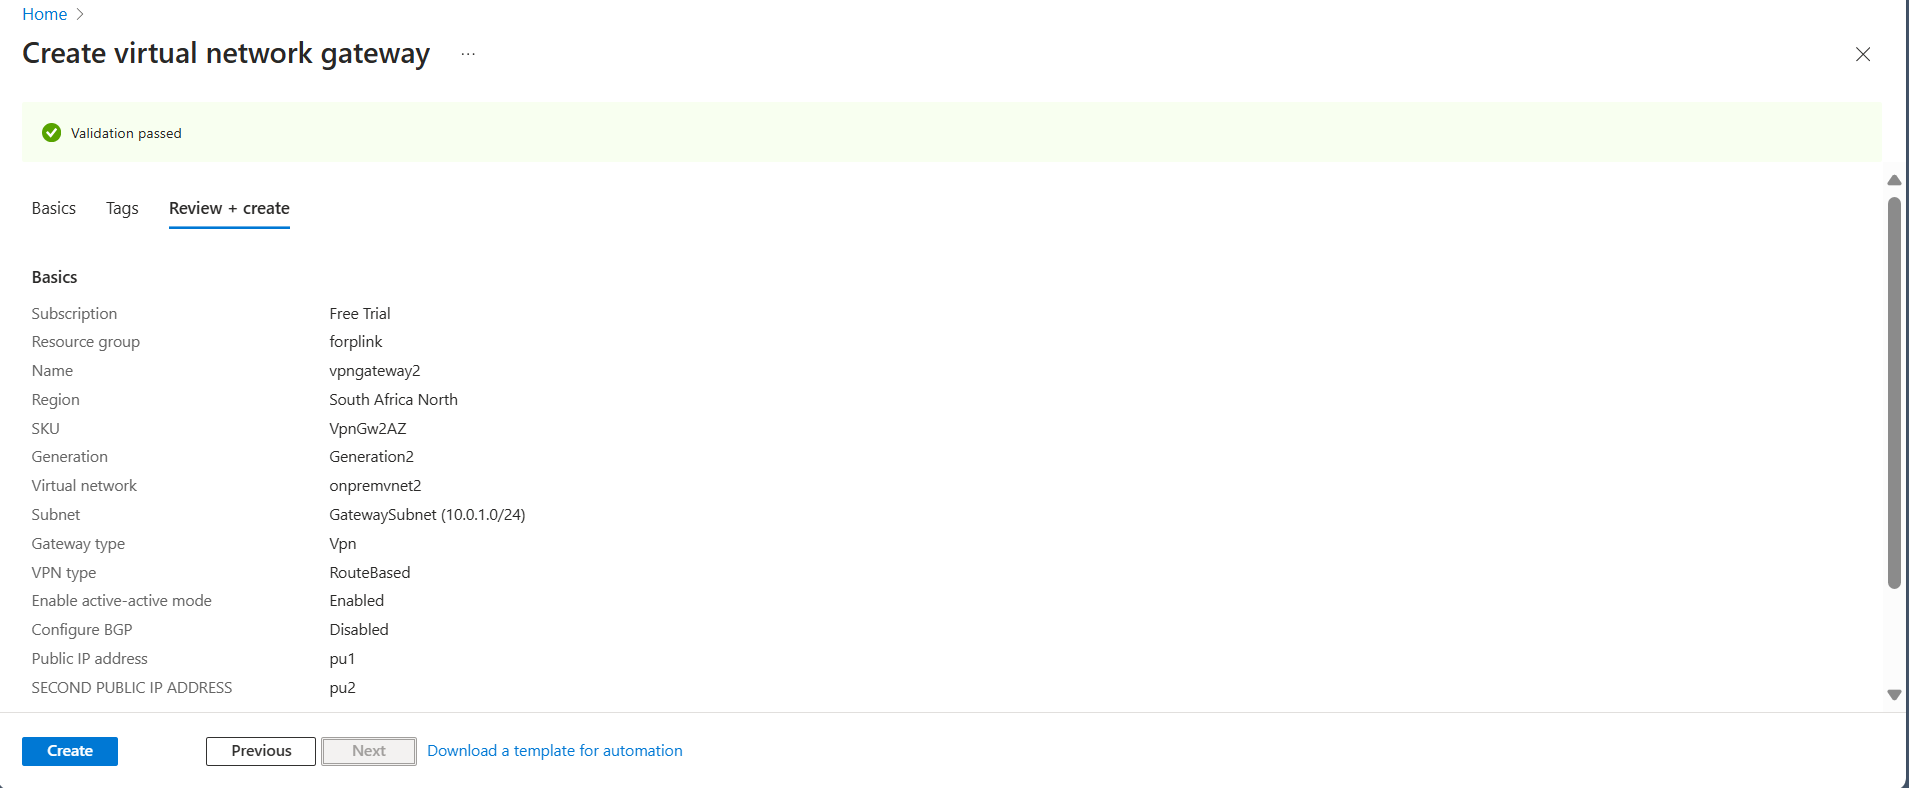 Home
Create virtual network gateway ...
Validation passed
Basics Tags Review + create
Basics
Subscription Free Trial
Resource group forplink
Name vpngateway2
Region South Africa North
SKU VpnGw2AZ
Generation Generation2
Virtual network onpremvnet2
Subnet GatewaySubnet (10.0.1.0/24)
Gateway type Vpn
VPN type RouteBased
Enable active-active mode Enabled
Configure BGP Disabled
Public IP address pu1
SECOND PUBLIC IP ADDRESS pu2
Create Previous Next Download a template for automation